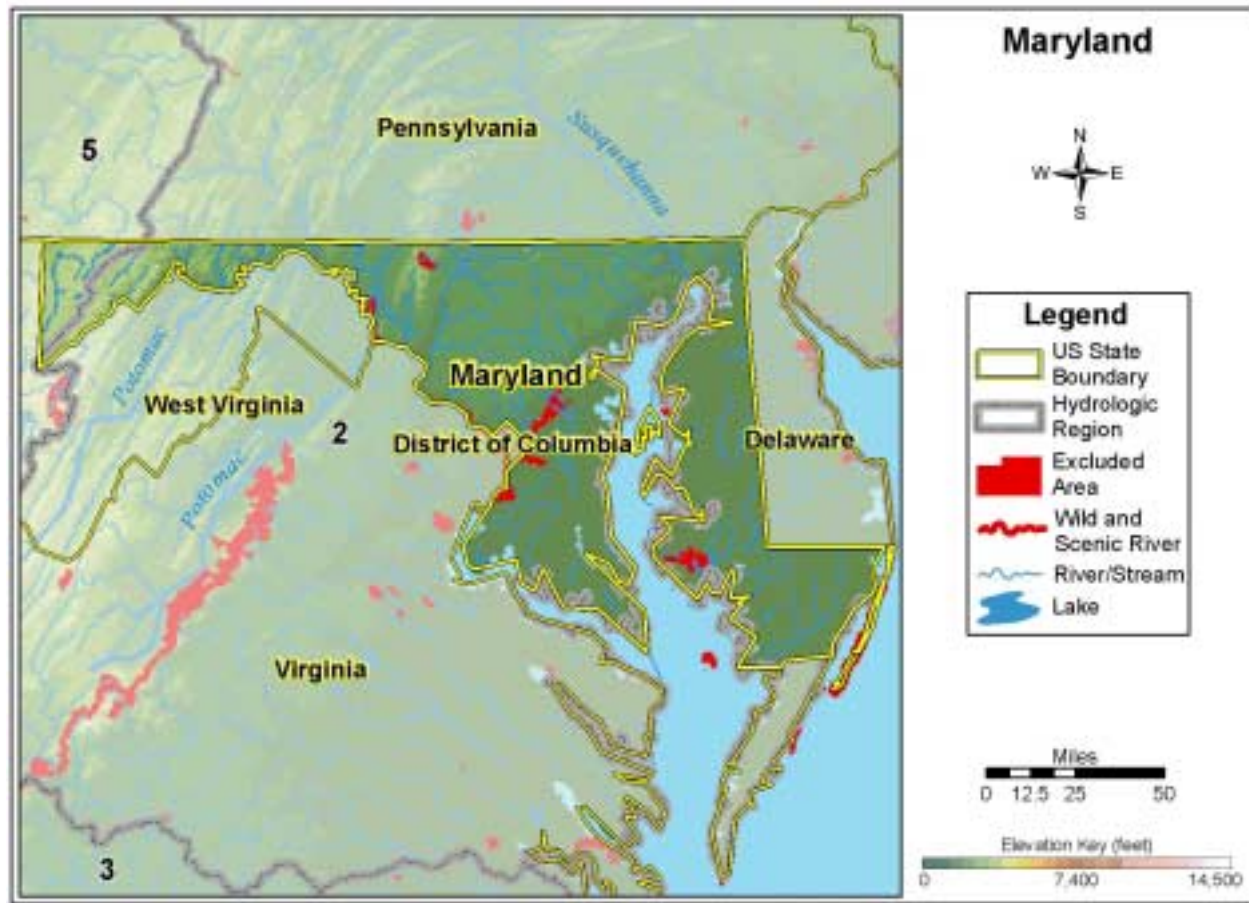 Maryland
N
W E
S
5
Pennsylvania
Susquehanna
Potomac
West Virginia
Maryland
2
District of Columbia
Delaware
Potomac
Virginia
3
Legend
US State
Boundary
Hydrologic
Region
Excluded
Area
Wild and
Scenic River
River/Stream
Lake
Miles
0 12.5 25 50
Elevation Key (feet)
0 7,400 14,500